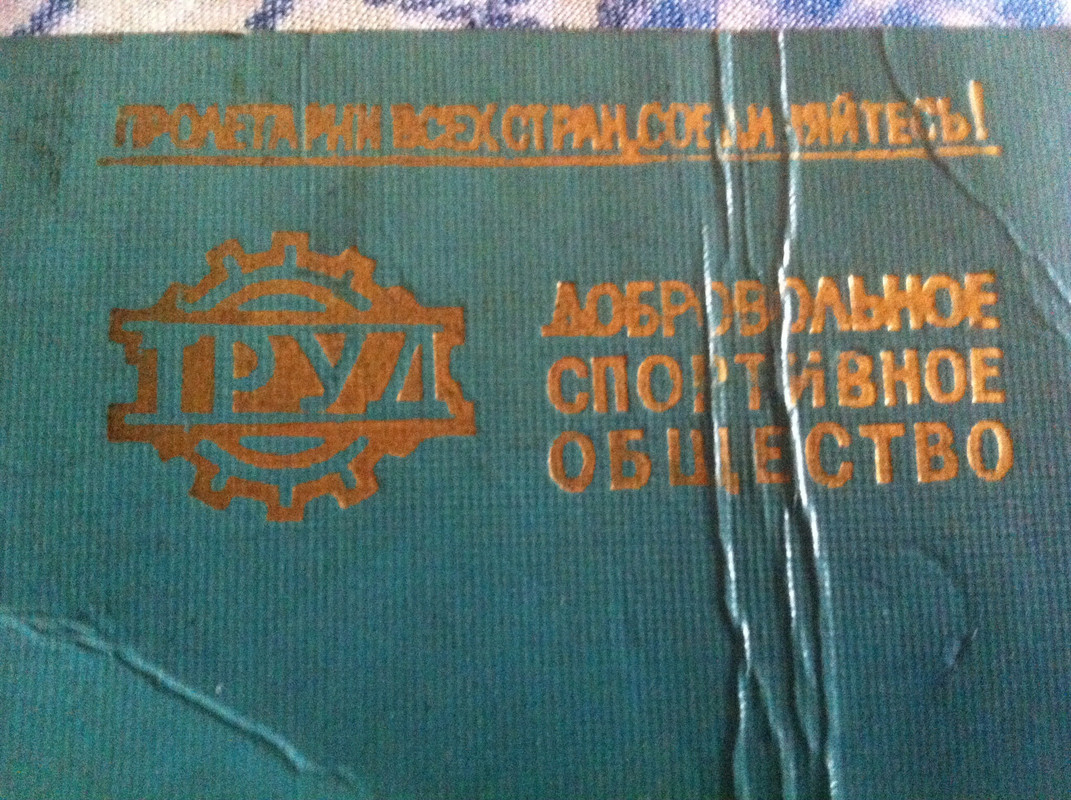 ПРОЛЕТАРИИ ВСЕХ СТРАН, СОЕДИНЯЙТЕСЬ!
ТРУД
ДОБРОВОЛЬНОЕ
СПОРТИВНОЕ
ОБЩЕСТВО